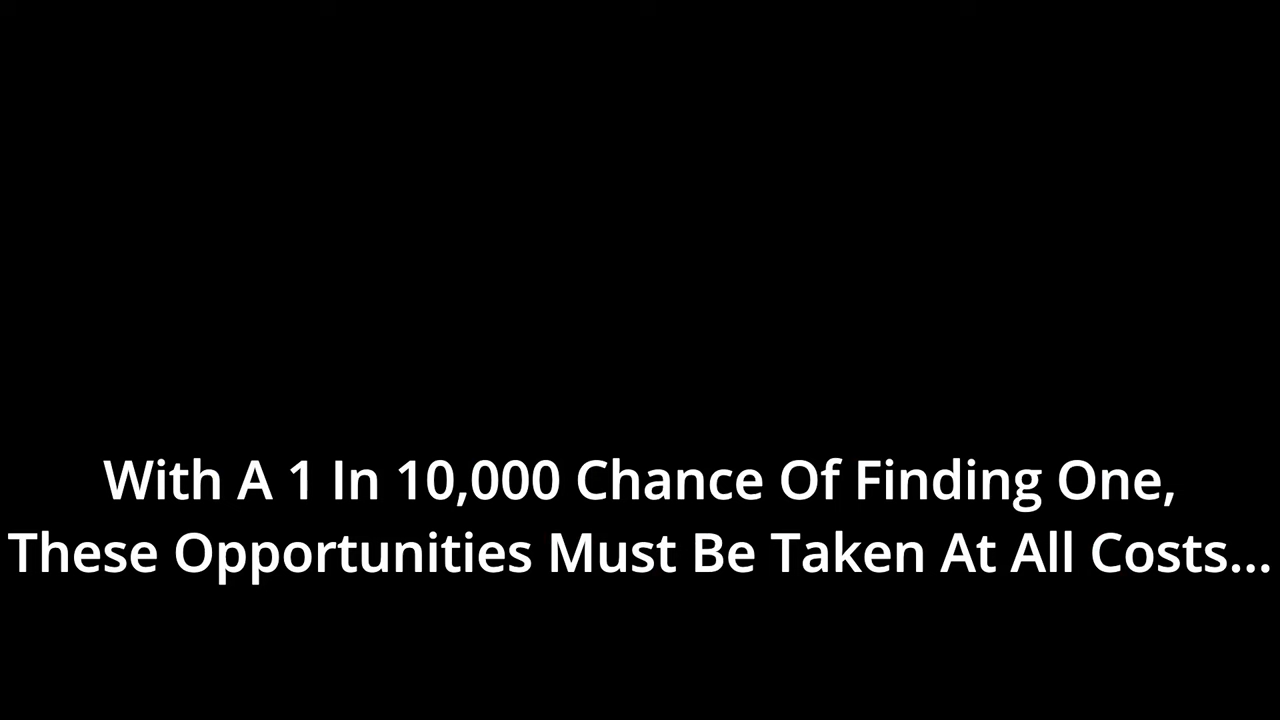 With A 1 In 10,000 Chance Of Finding One,
These Opportunities Must Be Taken At All Costs...